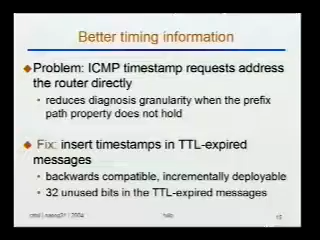 Better timing information
Problem: ICMP timestamp requests address
the router directly
• reduces diagnosis granularity when the prefix
path property does not hold
Fix: insert timestamps in TTL-expired
messages
• backwards compatible, incrementally deployable
• 32 unused bits in the TTL-expired messages
2004